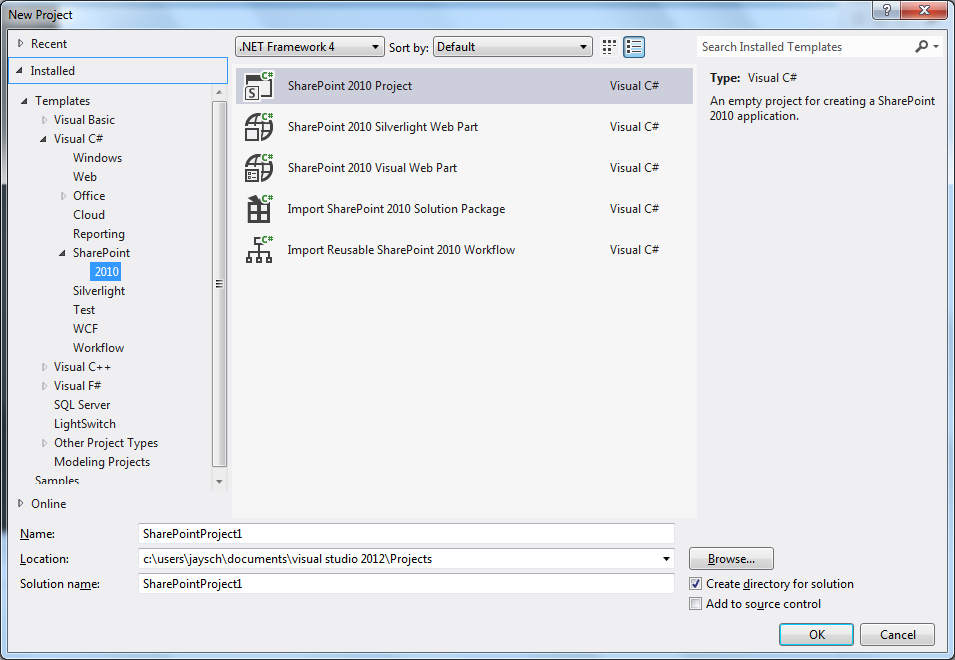 New Project
Recent
.NET Framework 4
Sort by:
Default
Search Installed Templates
Installed
Templates
Visual Basic
Visual C#
Windows
Web
Office
Cloud
Reporting
SharePoint
2010
Silverlight
Test
WCF
Workflow
Visual C++
Visual F#
SQL Server
LightSwitch
Other Project Types
Modeling Projects
Samples
Online
C# S SharePoint 2010 Project Visual C#
C# SharePoint 2010 Silverlight Web Part Visual C#
C# SharePoint 2010 Visual Web Part Visual C#
C# Import SharePoint 2010 Solution Package Visual C#
C# Import Reusable SharePoint 2010 Workflow Visual C#
Type: Visual C#
An empty project for creating a SharePoint
2010 application.
Name: SharePointProject1
Location: c:\users\jaysch\documents\visual studio 2012\Projects
Browse...
Solution name: SharePointProject1
Create directory for solution
Add to source control
OK
Cancel